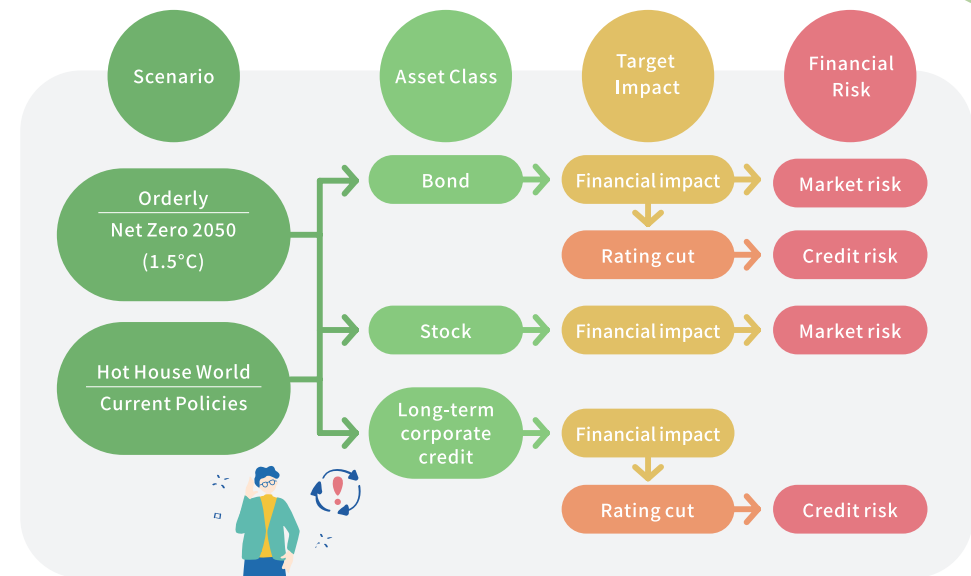 Scenario
Asset Class
Target
Impact
Financial
Risk
Orderly
Net Zero 2050
(1.5°C)
Hot House World
Current Policies
Bond
Financial impact
Market risk
Rating cut
Credit risk
Stock
Financial impact
Market risk
Long-term
corporate
credit
Financial impact
Rating cut
Credit risk